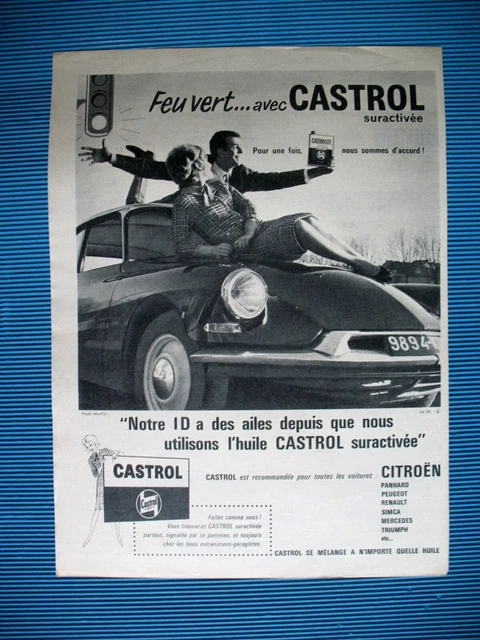 Feu vert... avec CASTROL
suractivée
Pour une fois, nous sommes d'accord !
CASTROLITE
Castrol
9894
"Notre ID a des ailes depuis que nous
utilisons l'huile CASTROL suractivée"
CASTROL
Castrol
CASTROL est recommandée pour toutes les voitures : CITROËN
PANHARD
PEUGEOT
RENAULT
SIMCA
MERCEDES
TRIUMPH
etc...
Faites comme nous !
Vous trouverez CASTROL suractivée
partout, signalée par ce panneau, et toujours
chez les bons mécaniciens-garagistes.
CASTROL SE MÉLANGE A N'IMPORTE QUELLE HUILE